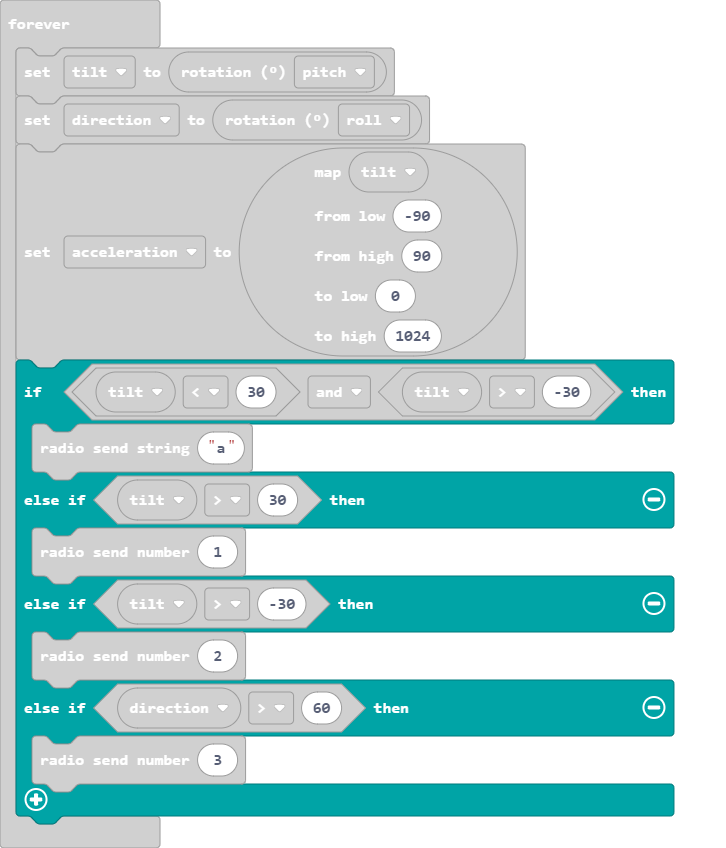 forever
set tilt to rotation (º) pitch
set direction to rotation (º) roll
map tilt
from low -90
set acceleration to from high 90
to low 0
to high 1024
if tilt < 30 and tilt > -30 then
radio send string "a"
else if tilt > 30 then
radio send number 1
else if tilt > -30 then
radio send number 2
else if direction > 60 then
radio send number 3